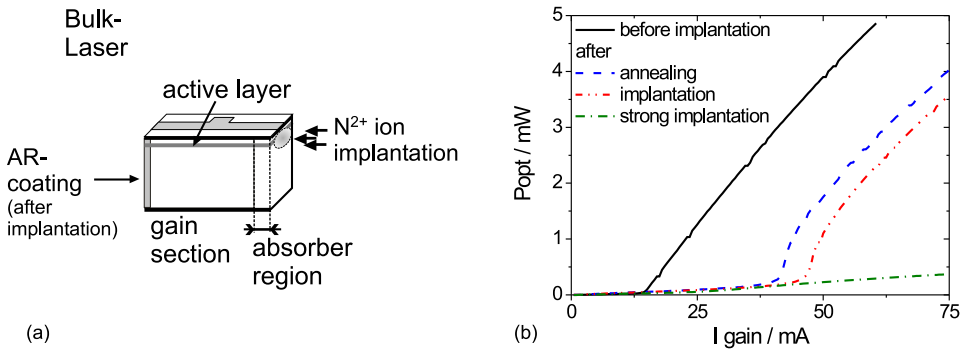 Bulk-
Laser
active layer
N2+ ion
implantation
AR-
coating
(after
implantation)
gain
section
absorber
region
(a)
Popt / mW
5
4
3
2
1
0
before implantation
after
annealing
implantation
strong implantation
0
25
50
75
I gain / mA
(b)